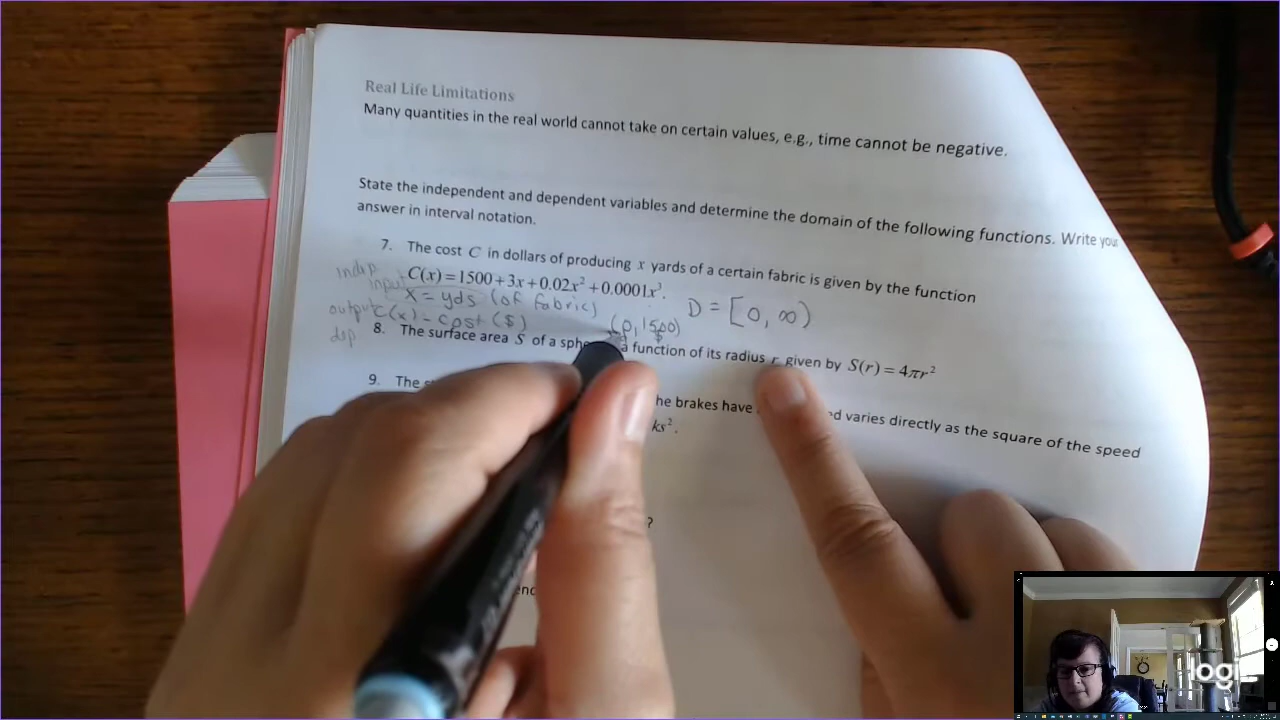 Real Life Limitations
Many quantities in the real world cannot take on certain values, e.g., time cannot be negative.
State the independent and dependent variables and determine the domain of the following functions. Write your
answer in interval notation.
7. The cost C in dollars of producing x yards of a certain fabric is given by the function
indip
input C(x) = 1500 + 3x + 0.02x² + 0.0001x³.
x = yds (of fabric) D = [0, ∞)
output C(x) - cost ($) (0, 1500)
dep $
8. The surface area S of a a function of its radius r given by S(r) = 4πr²
9. The he brakes have varies directly as the square of the speed
ks².
?
logi